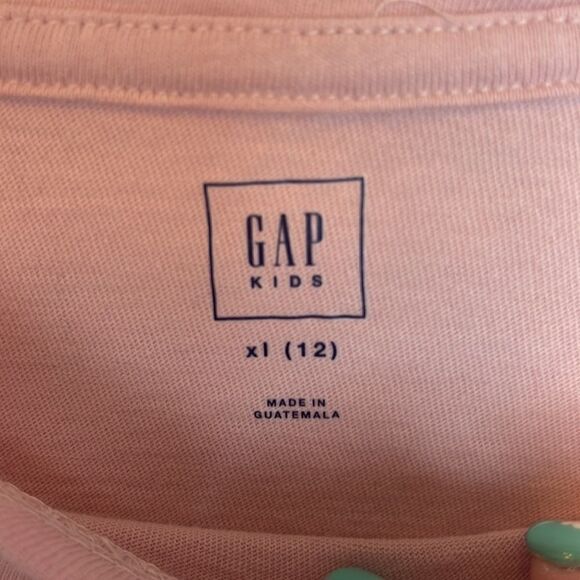 GAP
KIDS
xl (12)
MADE IN
GUATEMALA